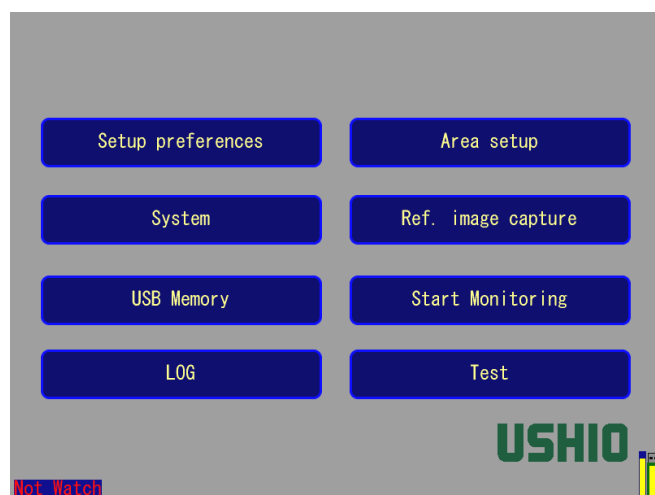 Setup preferences
Area setup
System
Ref. image capture
USB Memory
Start Monitoring
LOG
Test
USHIO
Not Watch